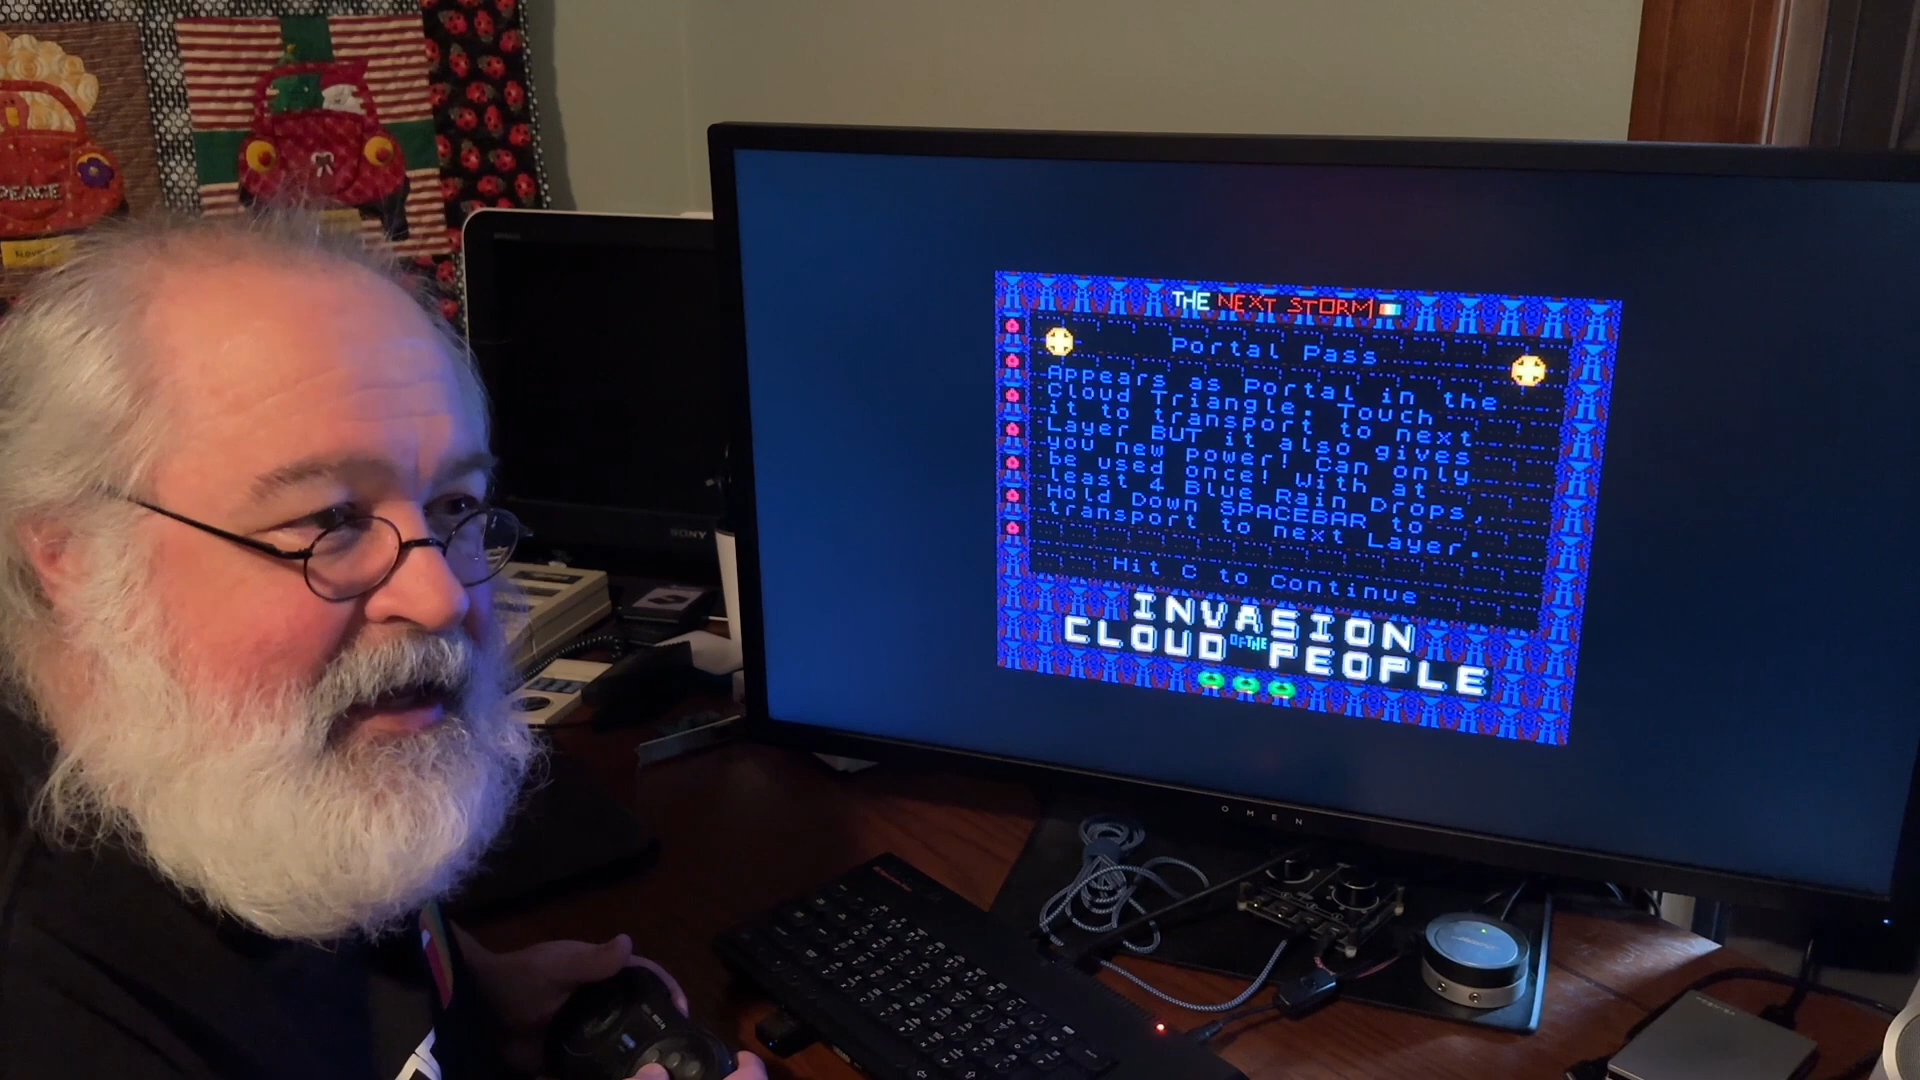 PEACE
SONY
THE NEXT STORM
Portal Pass
Appears as Portal in the
Cloud Triangle. Touch
it to transport to next
Layer BUT it also gives
you new power! Can only
be used once! With at
least 4 Blue Rain Drops,
Hold Down SPACEBAR to
transport to next Layer.
Hit C to Continue
INVASION
CLOUD OF THE PEOPLE
OMEN